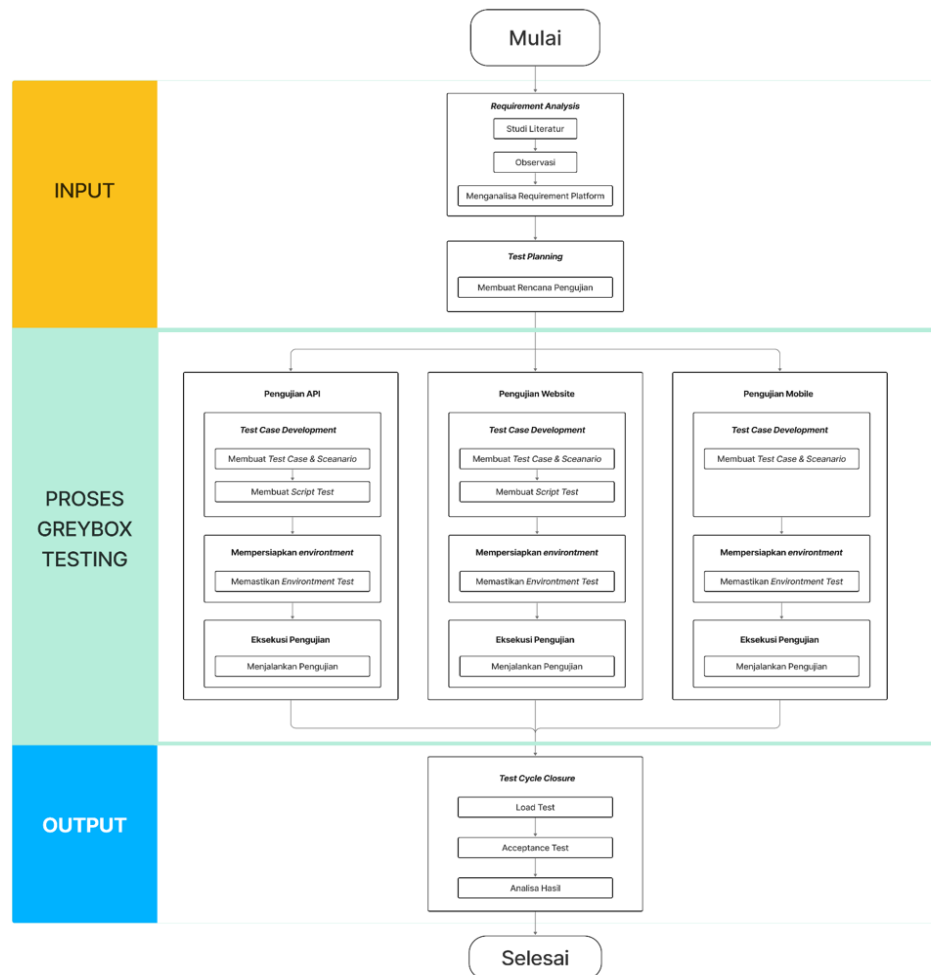 Mulai
INPUT
Requirement Analysis
Studi Literatur
Observasi
Menganalisa Requirement Platform
Test Planning
Membuat Rencana Pengujian
PROSES
GREYBOX
TESTING
Pengujian API
Test Case Development
Membuat Test Case & Sceanario
Membuat Script Test
Mempersiapkan environtment
Memastikan Environtment Test
Eksekusi Pengujian
Menjalankan Pengujian
Pengujian Website
Test Case Development
Membuat Test Case & Sceanario
Membuat Script Test
Mempersiapkan environtment
Memastikan Environtment Test
Eksekusi Pengujian
Menjalankan Pengujian
Pengujian Mobile
Test Case Development
Membuat Test Case & Sceanario
Mempersiapkan environtment
Memastikan Environtment Test
Eksekusi Pengujian
Menjalankan Pengujian
OUTPUT
Test Cycle Closure
Load Test
Acceptance Test
Analisa Hasil
Selesai